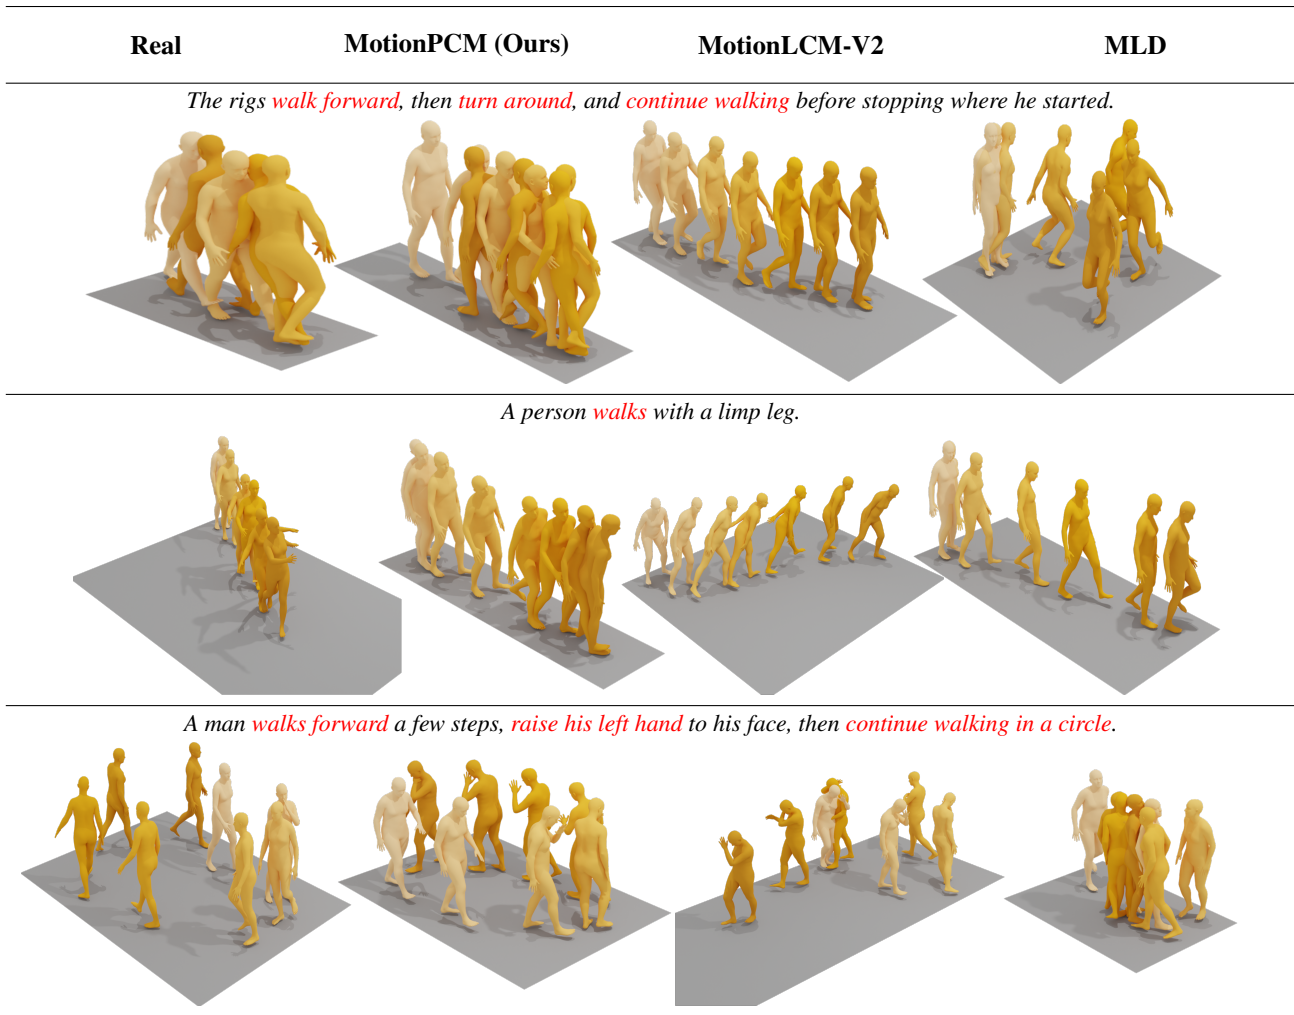 Real MotionPCM (Ours) MotionLCM-V2 MLD
The rigs walk forward, then turn around, and continue walking before stopping where he started.
A person walks with a limp leg.
A man walks forward a few steps, raise his left hand to his face, then continue walking in a circle.